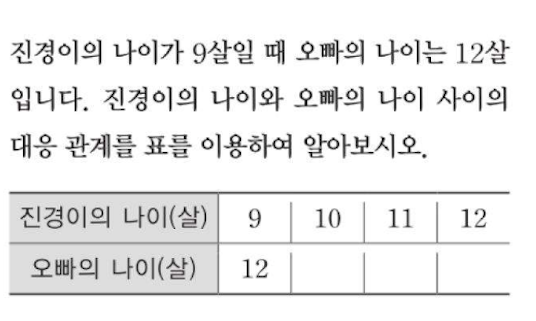 진경이의 나이가 9살일 때 오빠의 나이는 12살
입니다. 진경이의 나이와 오빠의 나이 사이의
대응 관계를 표를 이용하여 알아보시오.
진경이의 나이(살) 9 10 11 12
오빠의 나이(살) 12